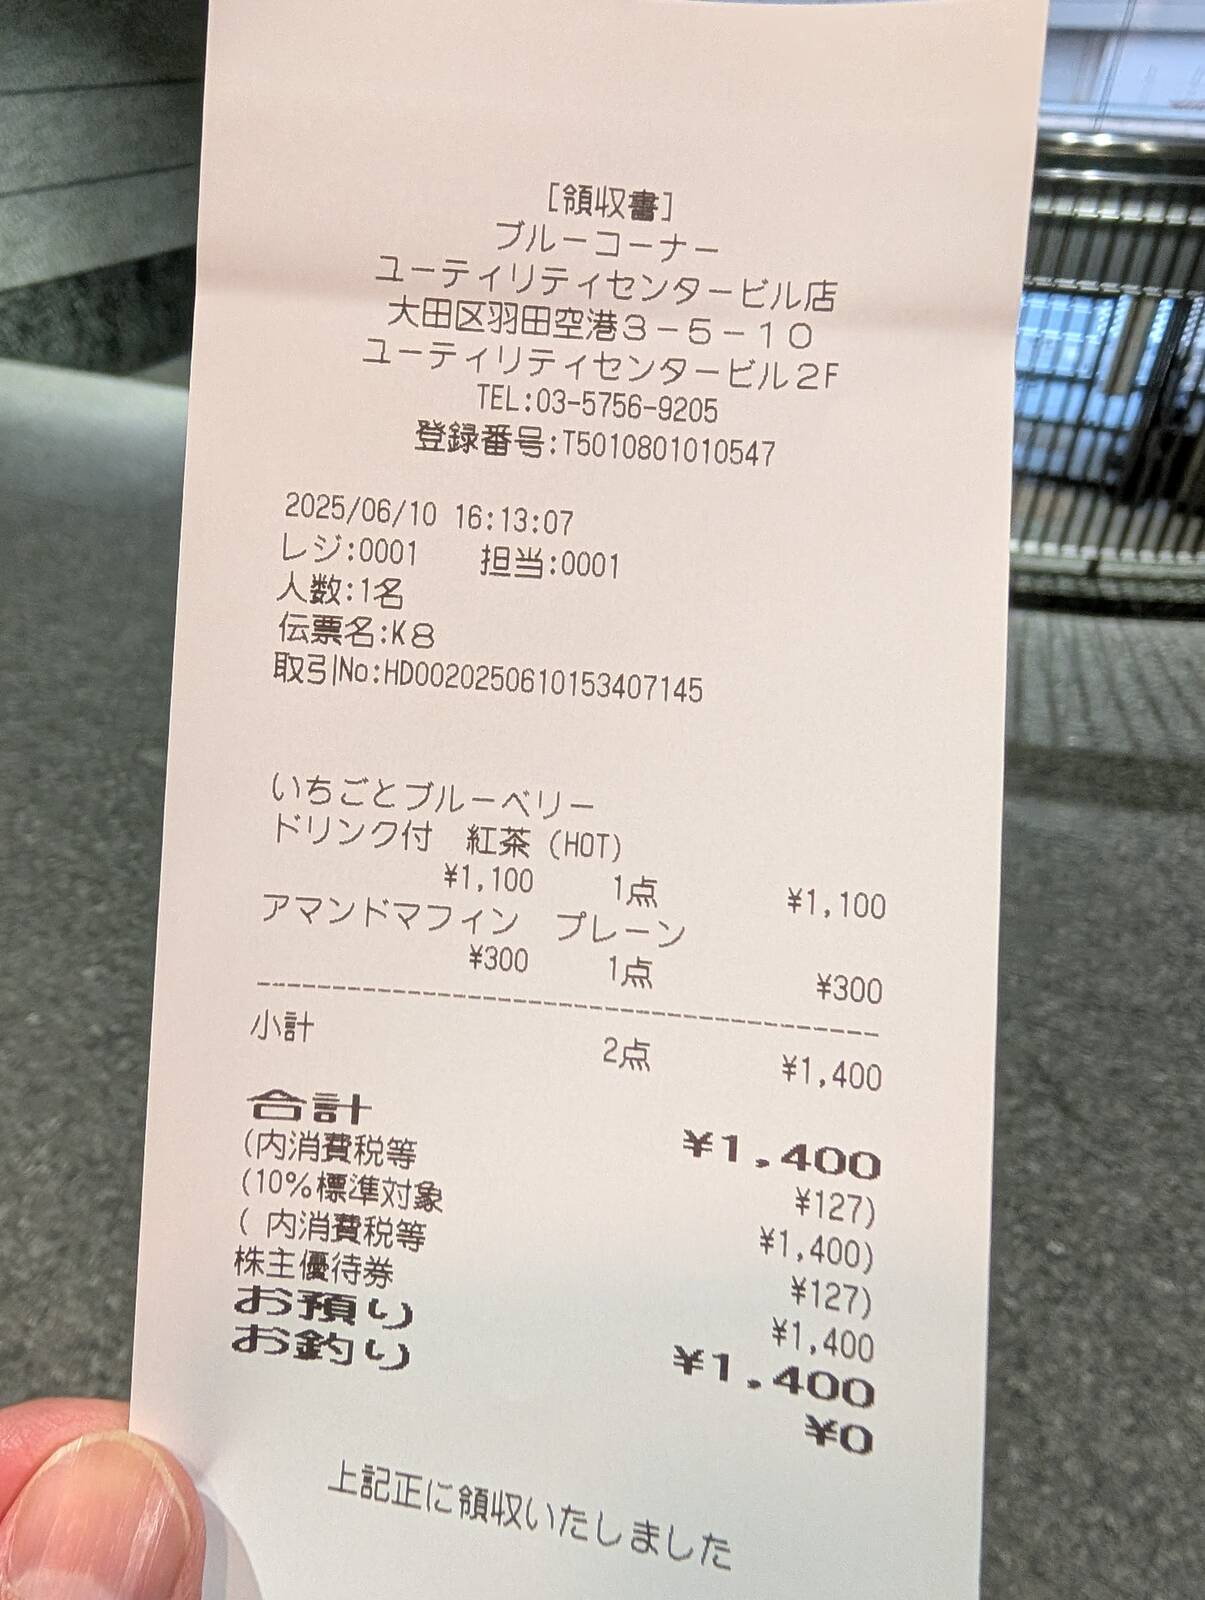 [領収書]
ブルーコーナー
ユーティリティセンタービル店
大田区羽田空港3-5-10
ユーティリティセンタービル2F
TEL:03-5756-9205
登録番号:T5010801010547
2025/06/10 16:13:07
レジ:0001 担当:0001
人数:1名
伝票名:K8
取引No:HD0020250610153407145
いちごとブルーベリー
ドリンク付 紅茶(HOT)
¥1,100 1点 ¥1,100
アマンドマフィン プレーン
¥300 1点 ¥300
小計 2点 ¥1,400
合計 ¥1,400
(内消費税等 ¥127)
(10%標準対象 ¥1,400)
( 内消費税等 ¥127)
株主優待券 ¥1,400
お預り ¥1,400
お釣り ¥0
上記正に領収いたしました